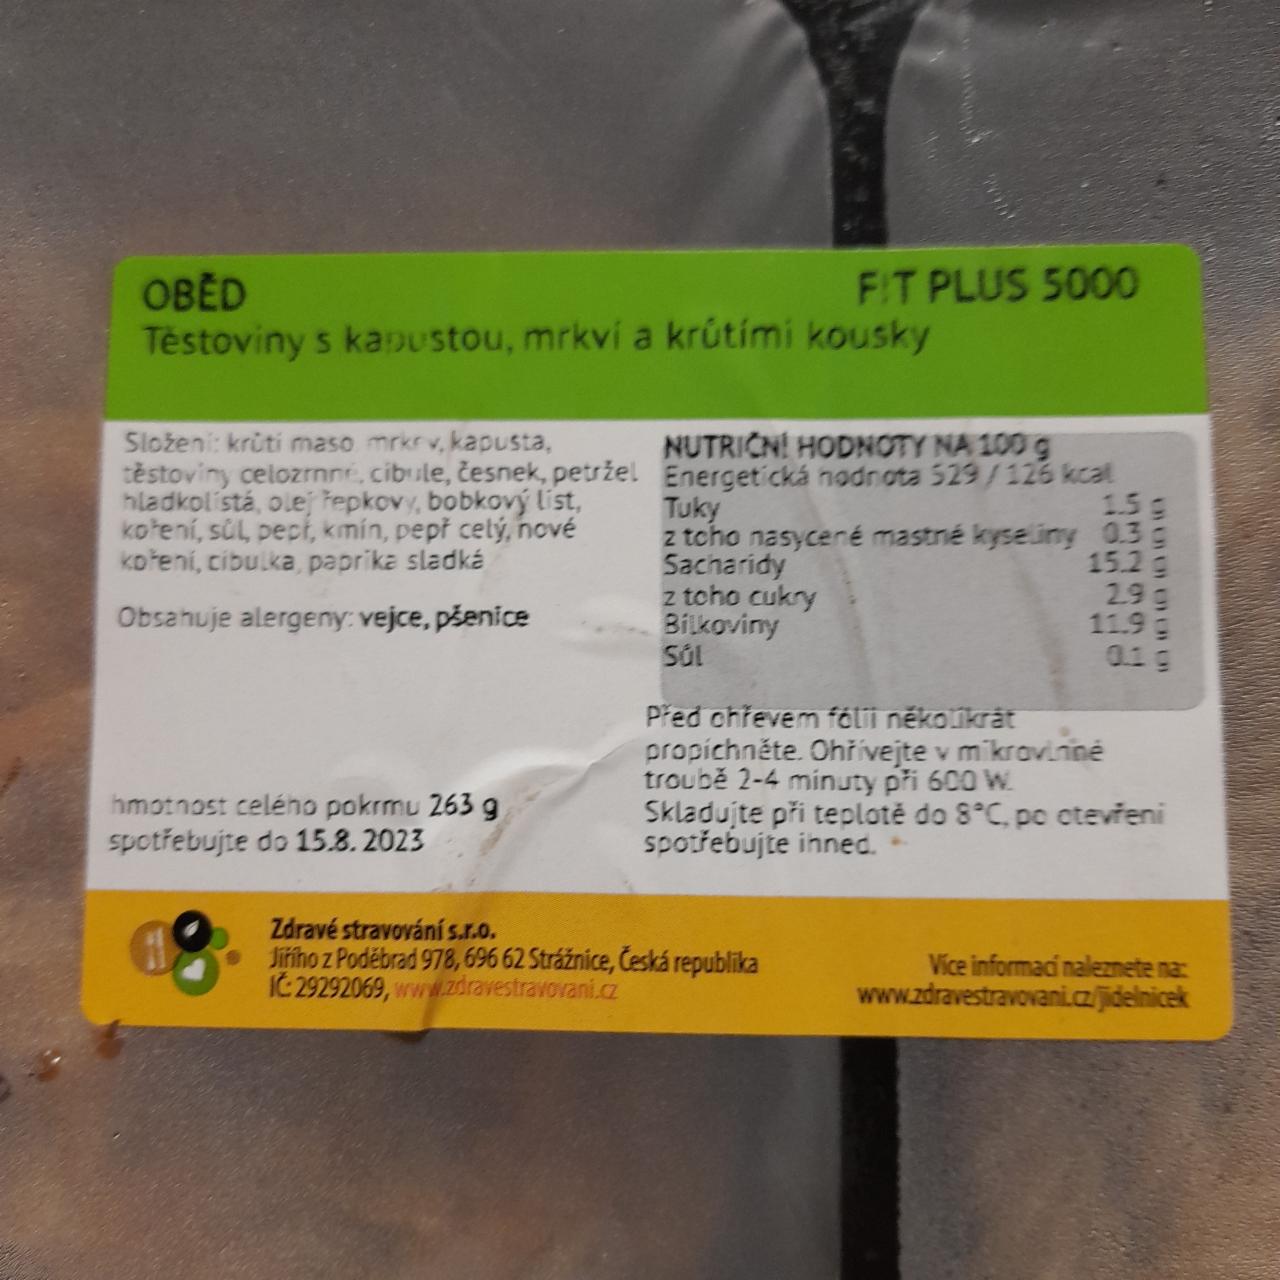 OBĚD
FIT PLUS 5000
Těstoviny s kapustou, mrkví a krůtími kousky
Složení: krůtí maso, mrkev, kapusta,
těstoviny celozrnné, cibule, česnek, petržel
hladkolistá, olej řepkový, bobkový list,
koření, sůl, pepř, kmín, pepř celý, nové
koření, cibulka, paprika sladká
Obsahuje alergeny: vejce, pšenice
hmotnost celého pokrmu 263 g
spotřebujte do 15.8. 2023
NUTRIČNÍ HODNOTY NA 100 g
Energetická hodnota 529 / 126 kcal
Tuky 1.5 g
z toho nasycené mastné kyseliny 0.3 g
Sacharidy 15.2 g
z toho cukry 2.9 g
Bílkoviny 11.9 g
Sůl 0.1 g
Před ohřevem fólii několikrát
propíchněte. Ohřívejte v mikrovlnné
troubě 2-4 minuty při 600 W.
Skladujte při teplotě do 8°C, po otevření
spotřebujte ihned.
Zdravé stravování s.r.o.
Jiřího z Poděbrad 978, 696 62 Strážnice, Česká republika
IČ: 29292069, www.zdravestravovani.cz
Více informací naleznete na:
www.zdravestravovani.cz/jidelnicek